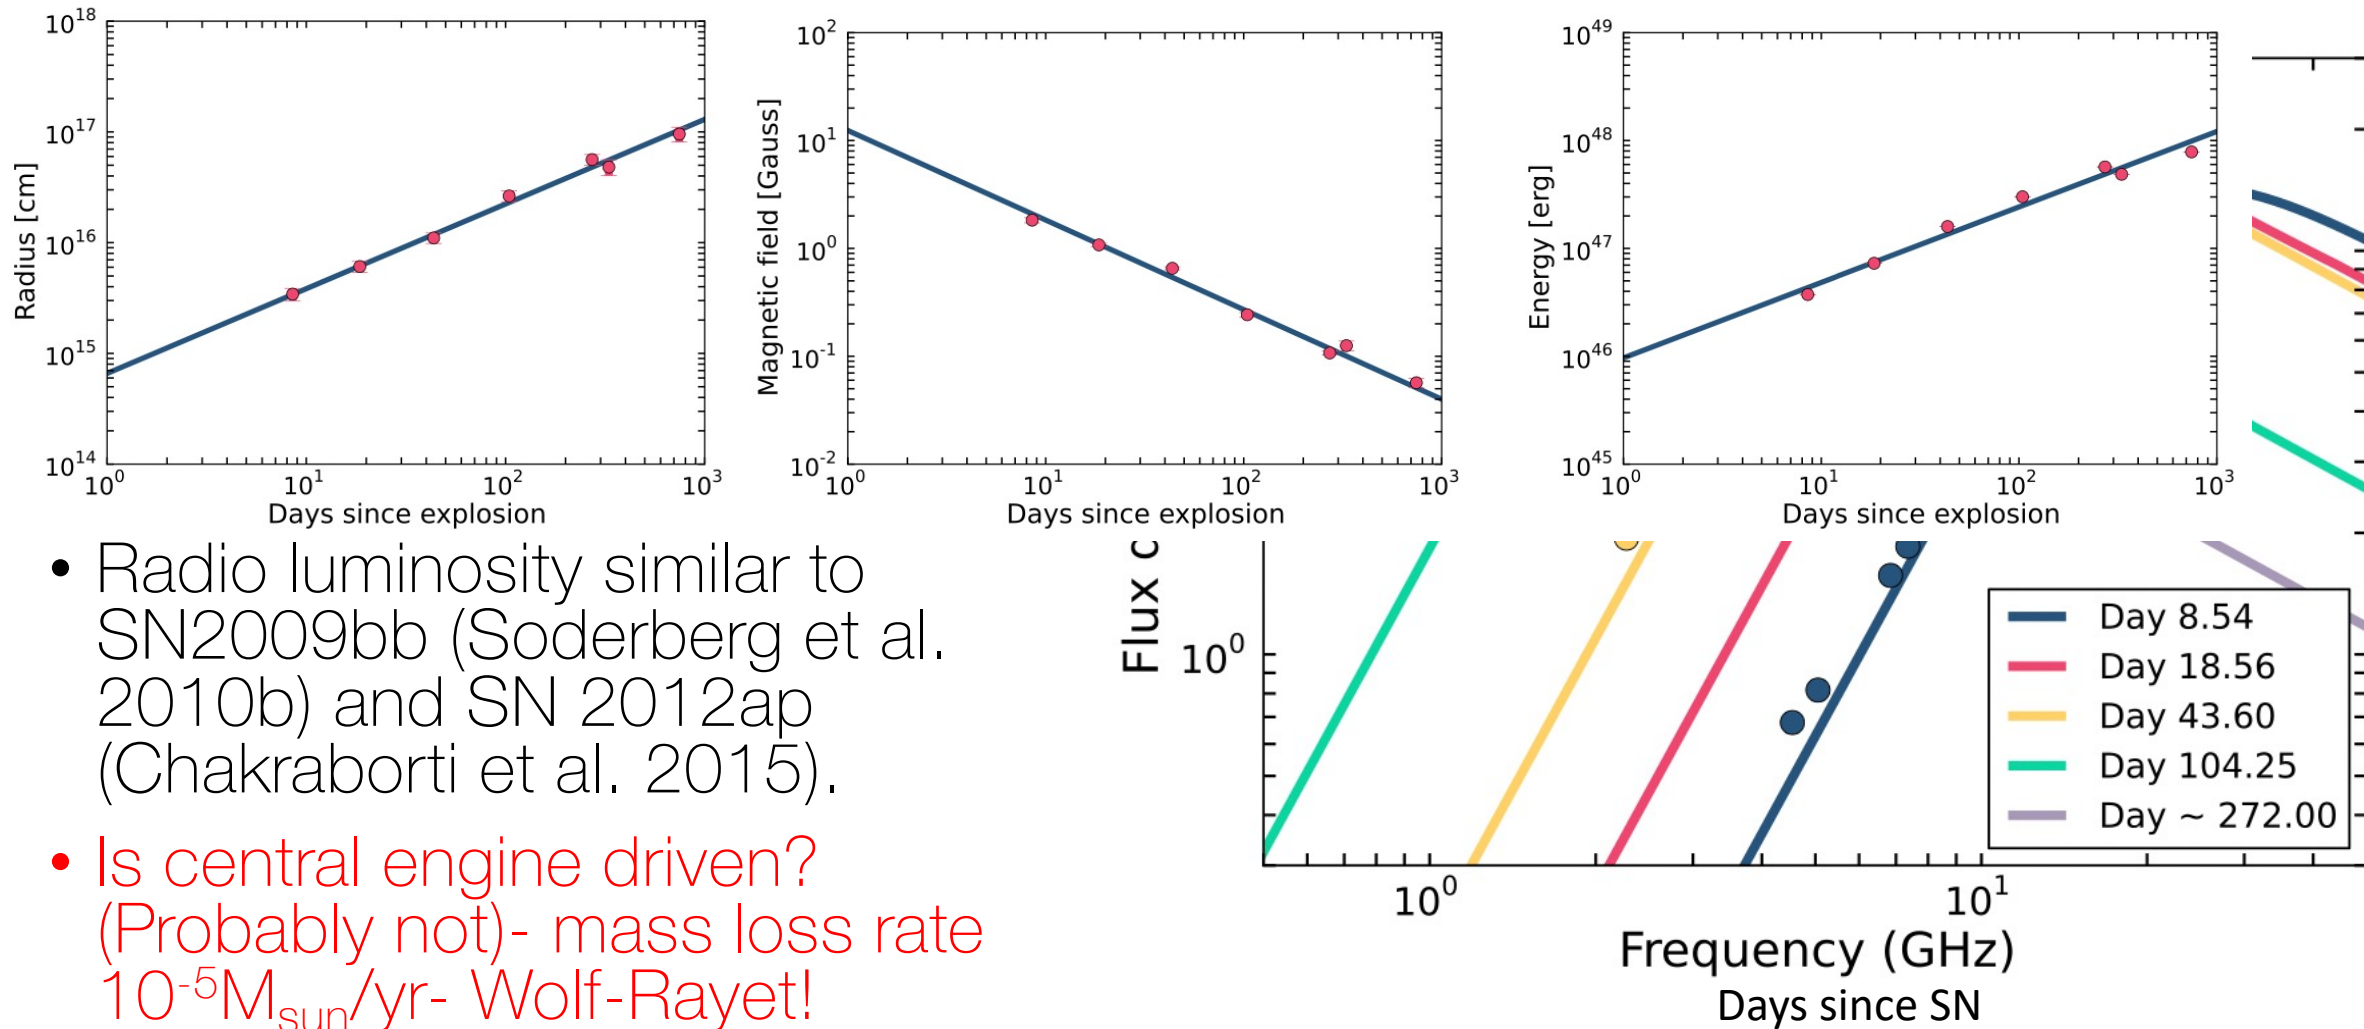 10^18
10^17
10^16
10^15
10^14
Radius [cm]
10^0 10^1 10^2 10^3
Days since explosion
10^2
10^1
10^0
10^-1
10^-2
Magnetic field [Gauss]
10^0 10^1 10^2 10^3
Days since explosion
10^49
10^48
10^47
10^46
10^45
Energy [erg]
10^0 10^1 10^2 10^3
Days since explosion
• Radio luminosity similar to
SN2009bb (Soderberg et al.
2010b) and SN 2012ap
(Chakraborti et al. 2015).
• Is central engine driven?
(Probably not)- mass loss rate
10^-5M_sun/yr- Wolf-Rayet!
Flux
10^0
Day 8.54
Day 18.56
Day 43.60
Day 104.25
Day ~ 272.00
10^0 10^1
Frequency (GHz)
Days since SN